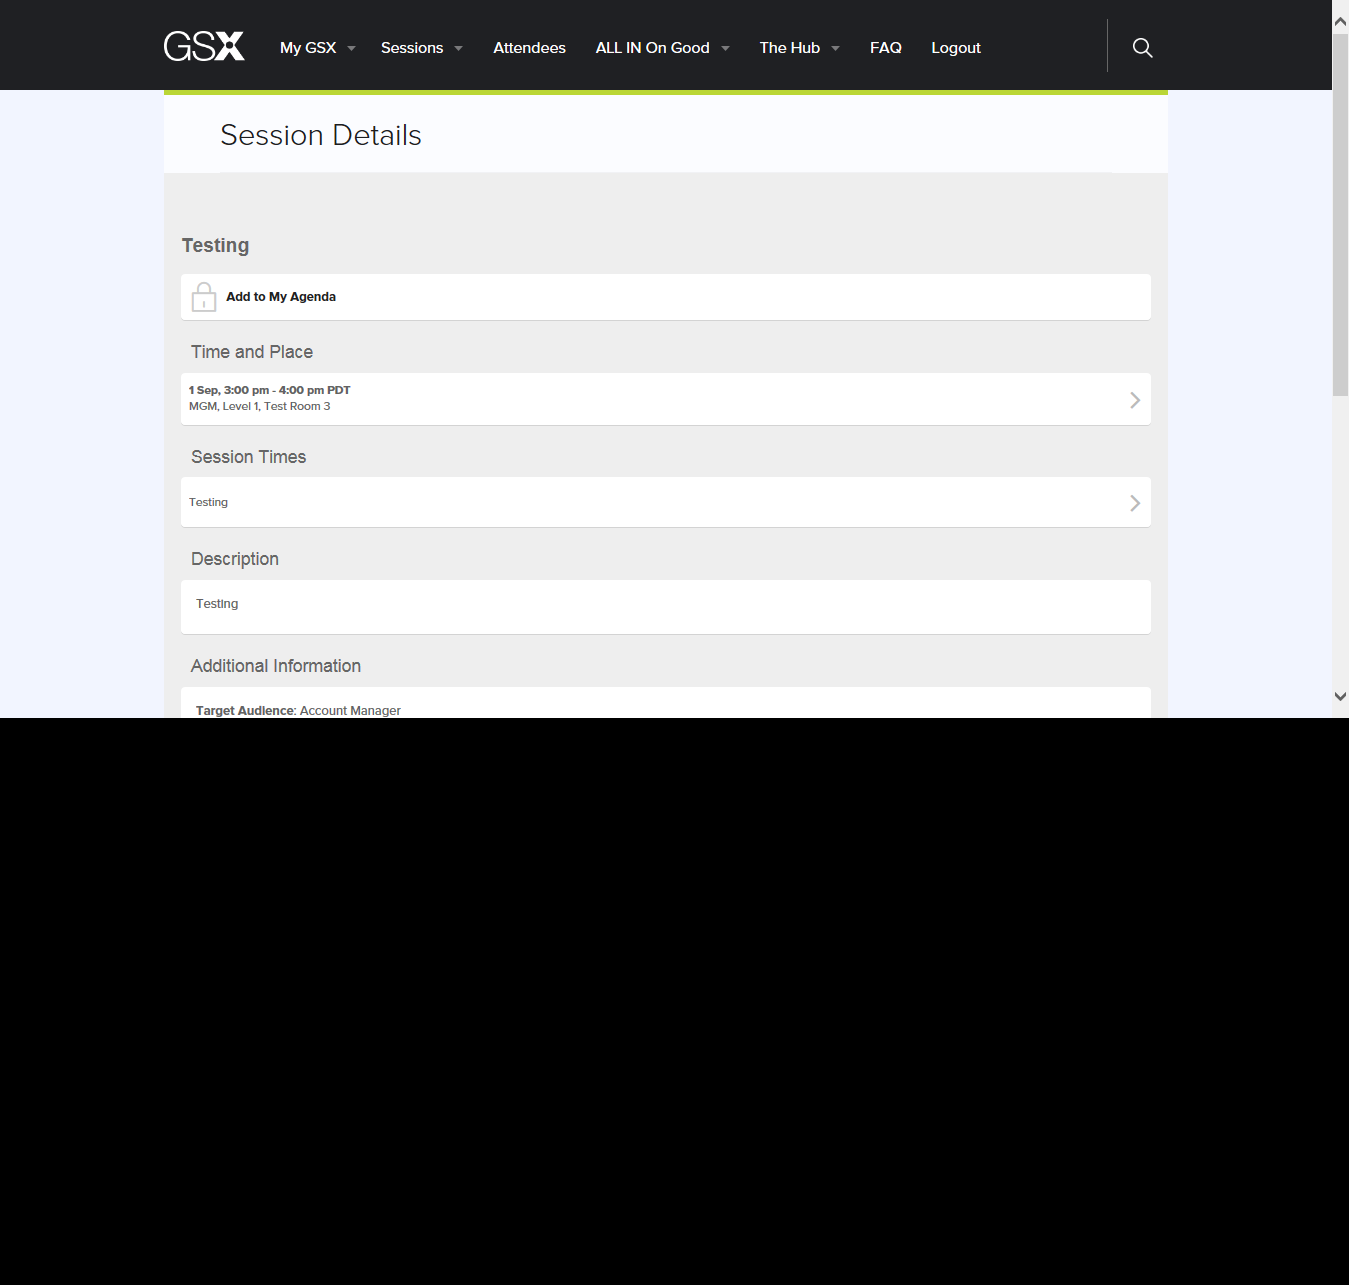 GSX My GSX Sessions Attendees ALL IN On Good The Hub FAQ Logout
Session Details
Testing
Add to My Agenda
Time and Place
1 Sep, 3:00 pm - 4:00 pm PDT
MGM, Level 1, Test Room 3
Session Times
Testing
Description
Testing
Additional Information
Target Audience: Account Manager